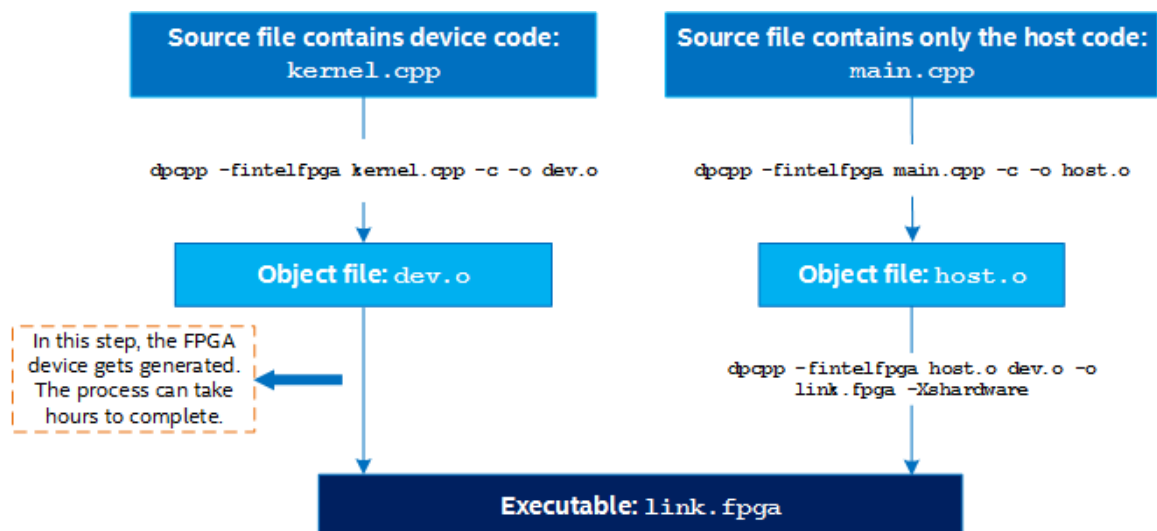 Source file contains device code:
kernel.cpp
Source file contains only the host code:
main.cpp
dpcpp -fintelfpga kernel.cpp -c -o dev.o
dpcpp -fintelfpga main.cpp -c -o host.o
Object file: dev.o
Object file: host.o
In this step, the FPGA
device gets generated.
The process can take
hours to complete.
dpcpp -fintelfpga host.o dev.o -o
link.fpga -Xshardware
Executable: link.fpga